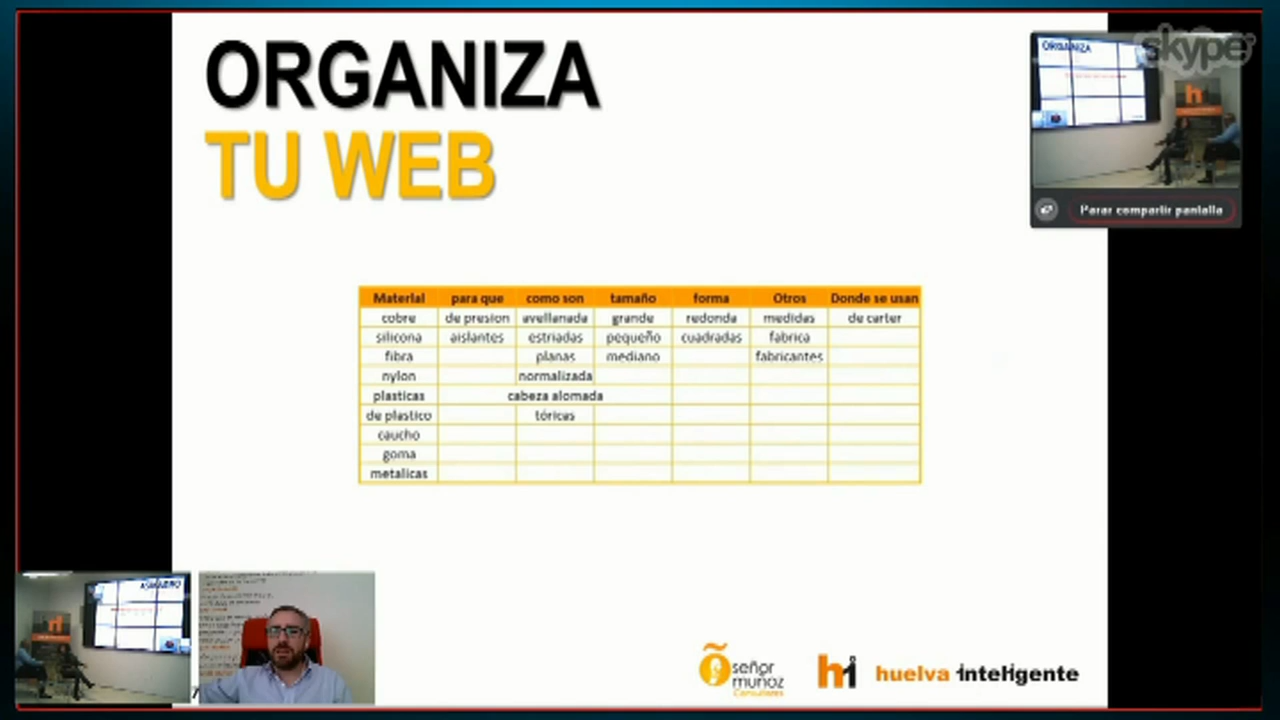 ORGANIZA
TU WEB
skype
ORGANIZA
Parar compartir pantalla
Material para que como son tamaño forma Otros Donde se usan
cobre de presion avellanada grande redonda medidas de carter
silicona aislantes estriadas pequeño cuadradas fabrica
fibra planas mediano fabricantes
nylon normalizada
plasticas cabeza alomada
de plastico tóricas
caucho
goma
metalicas
señor
muñoz
Consultores
huelva inteligente